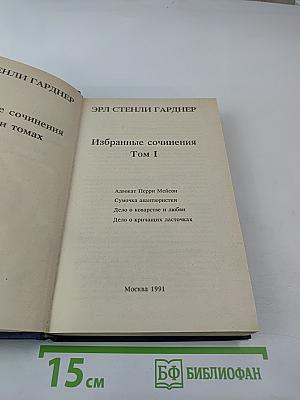 СТЕНЛИ ГАРДНЕР
сочинения
томах
ЭРЛ СТЕНЛИ ГАРДНЕР
Избранные сочинения
Том I
Адвокат Перри Мейсон
Сумочка авантюристки
Дело о коварстве и любви
Дело о кричащих ласточках
Москва 1991
15 см
БФ БИБЛИОФАН